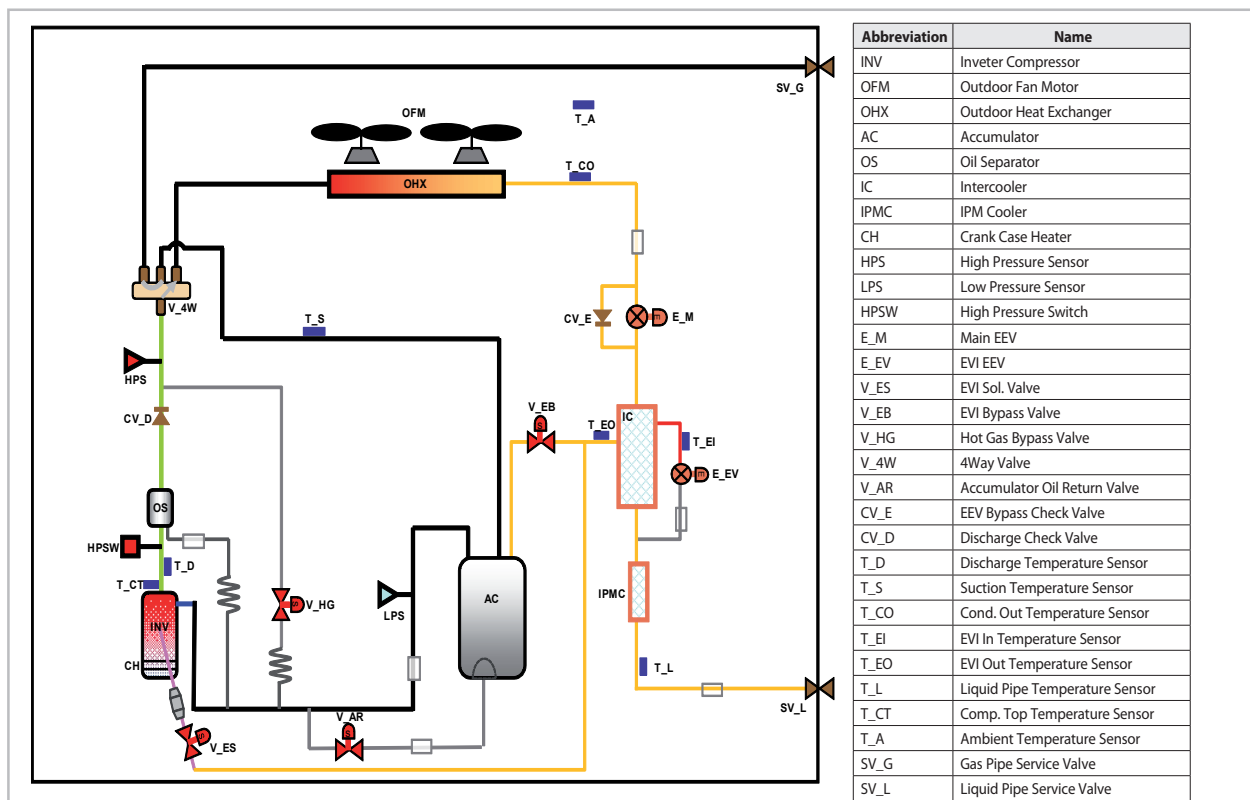 SV_G
OFM
T_A
T_CO
OHX
V_4W
T_S
CV_E
E
E_M
HPS
CV_D
V_EB
S
T_EO
IC
T_EI
E
E_EV
OS
HPSW
T_D
T_CT
INV
CH
S
V_HG
LPS
AC
IPMC
T_L
SV_L
V_AR
S
S
V_ES
Abbreviation Name
INV Inveter Compressor
OFM Outdoor Fan Motor
OHX Outdoor Heat Exchanger
AC Accumulator
OS Oil Separator
IC Intercooler
IPMC IPM Cooler
CH Crank Case Heater
HPS High Pressure Sensor
LPS Low Pressure Sensor
HPSW High Pressure Switch
E_M Main EEV
E_EV EVI EEV
V_ES EVI Sol. Valve
V_EB EVI Bypass Valve
V_HG Hot Gas Bypass Valve
V_4W 4Way Valve
V_AR Accumulator Oil Return Valve
CV_E EEV Bypass Check Valve
CV_D Discharge Check Valve
T_D Discharge Temperature Sensor
T_S Suction Temperature Sensor
T_CO Cond. Out Temperature Sensor
T_EI EVI In Temperature Sensor
T_EO EVI Out Temperature Sensor
T_L Liquid Pipe Temperature Sensor
T_CT Comp. Top Temperature Sensor
T_A Ambient Temperature Sensor
SV_G Gas Pipe Service Valve
SV_L Liquid Pipe Service Valve